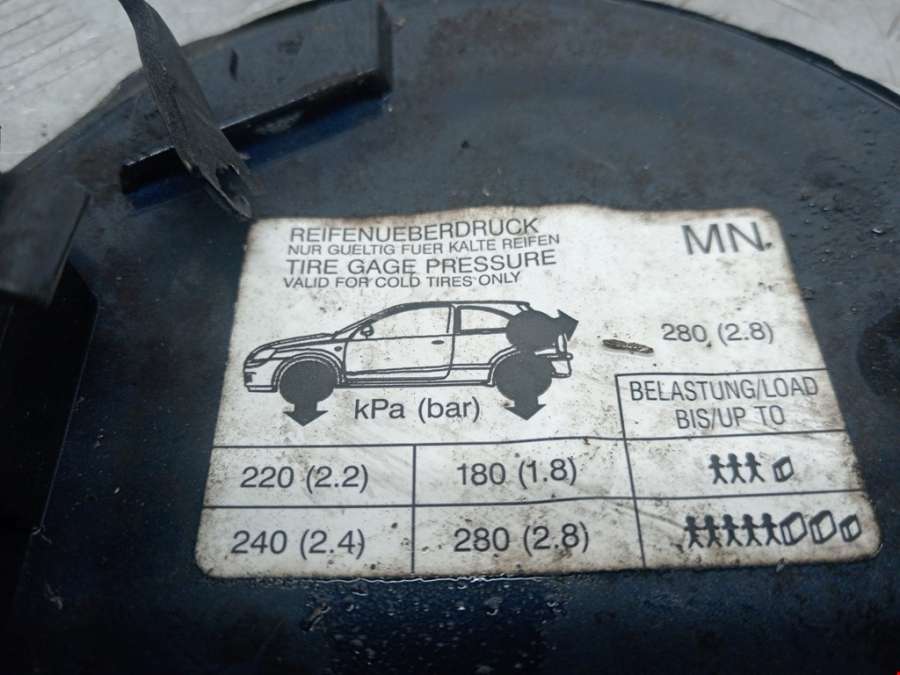 REIFENUEBERDRUCK
NUR GUELTIG FUER KALTE REIFEN
TIRE GAGE PRESSURE
VALID FOR COLD TIRES ONLY
MN.
280 (2.8)
kPa (bar)
BELASTUNG/LOAD
BIS/UP TO
220 (2.2) 180 (1.8)
240 (2.4) 280 (2.8)